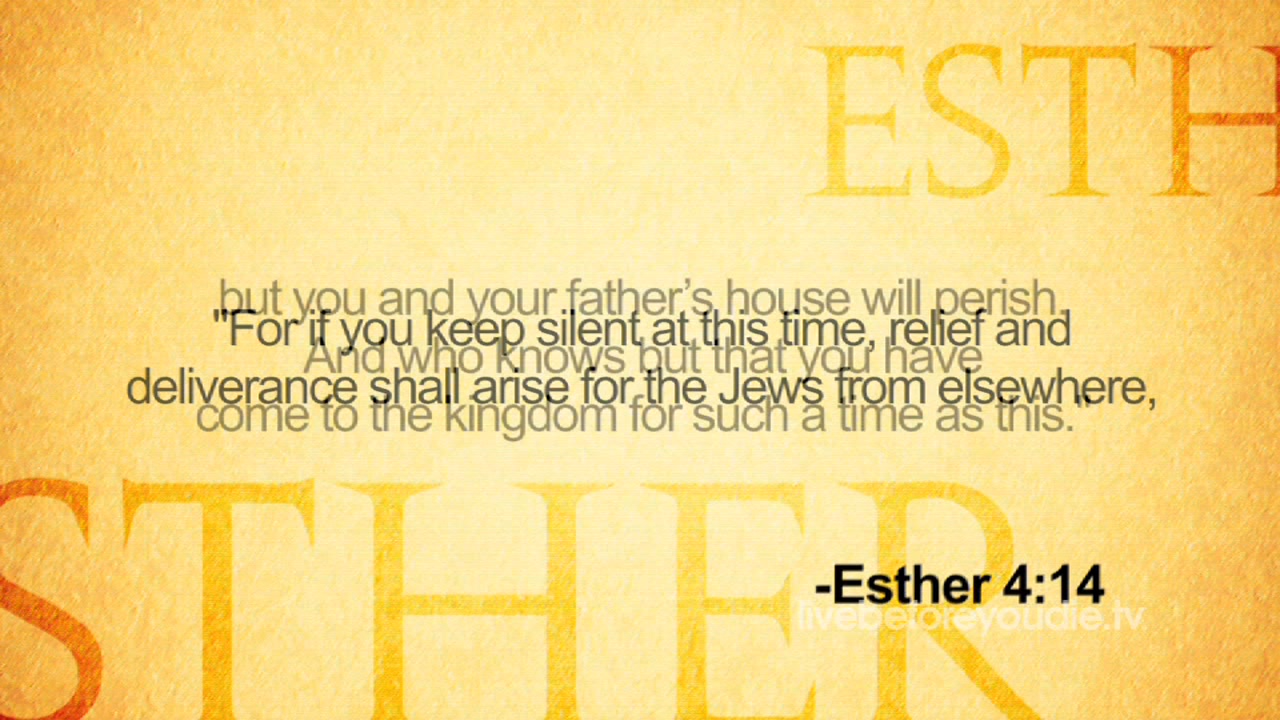 ESTH
but you and your father’s house will perish.
"For if you keep silent at this time, relief and
And who knows but that you have
deliverance shall arise for the Jews from elsewhere,
come to the kingdom for such a time as this."
STHER
-Esther 4:14
livebeforeyoudie.tv